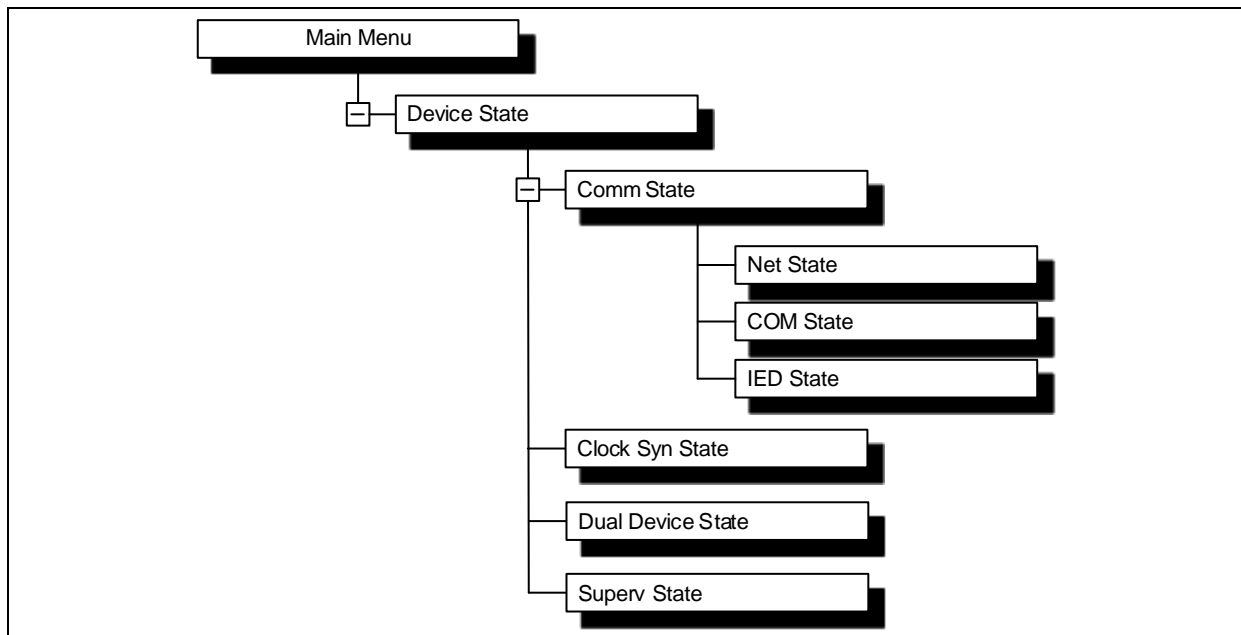 Main Menu
Device State
Comm State
Net State
COM State
IED State
Clock Syn State
Dual Device State
Superv State